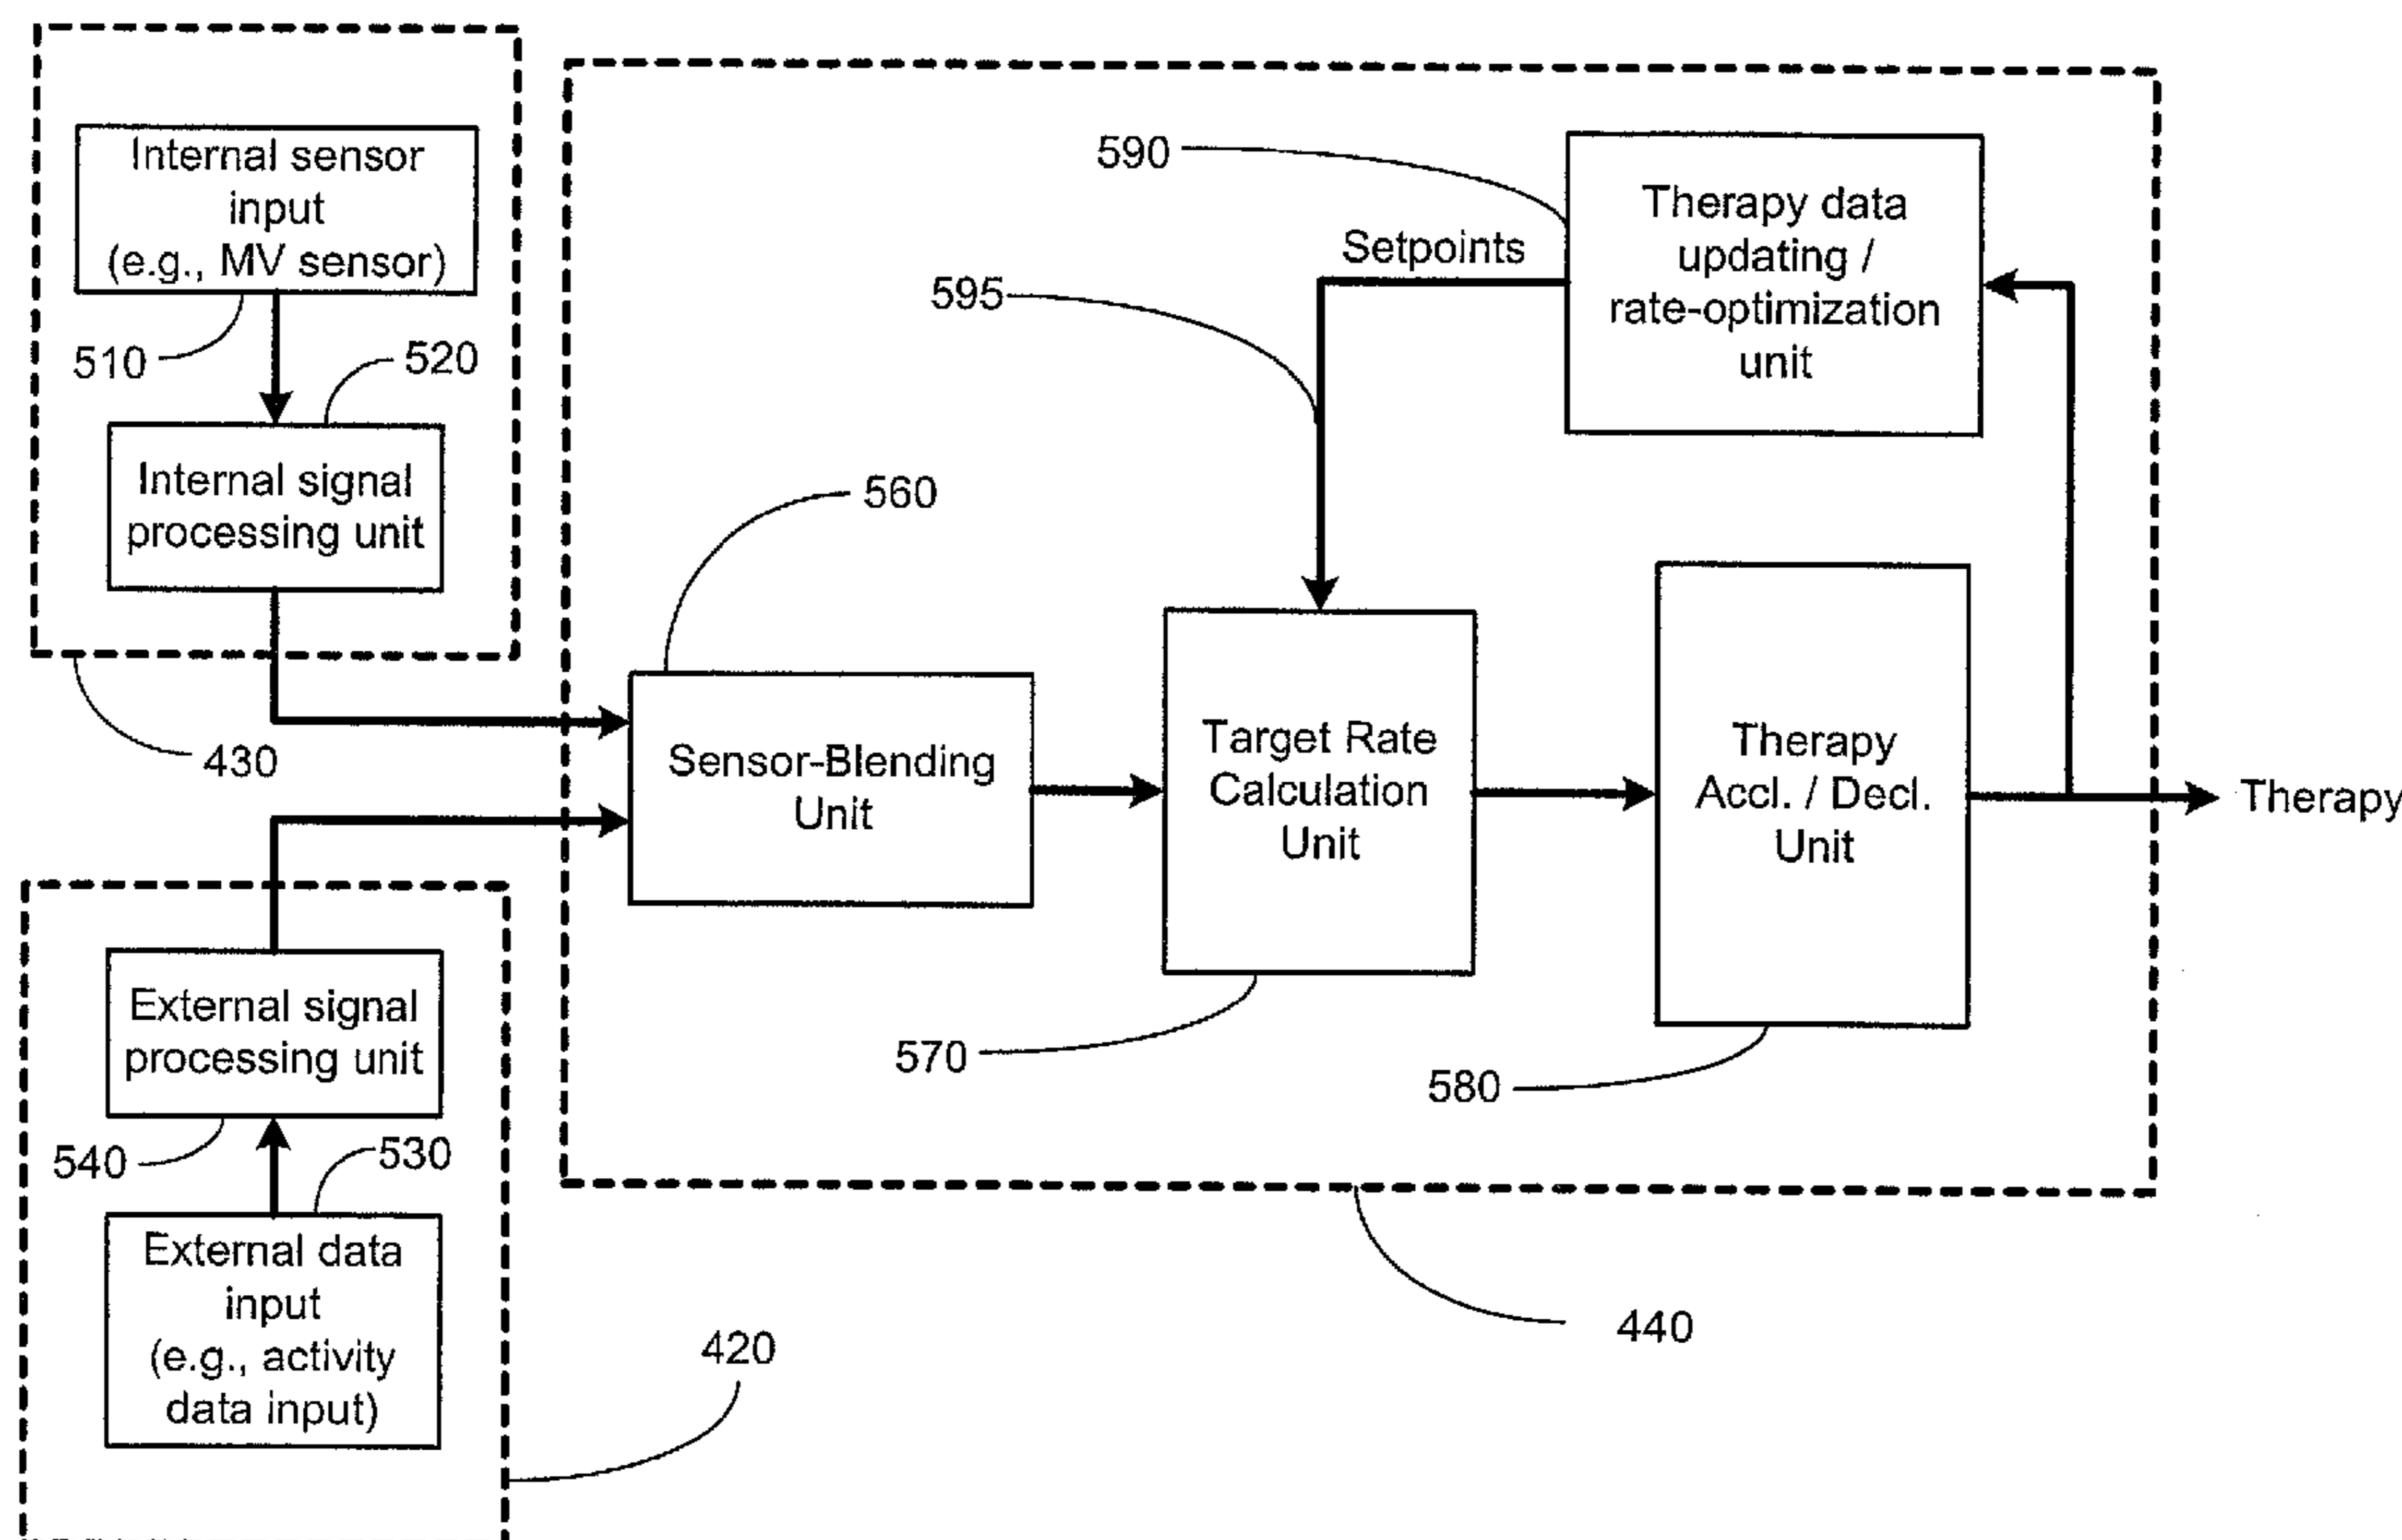 Internal sensor
input
(e.g., MV sensor)
510
520
Internal signal
processing unit
430
590
Therapy data
updating /
rate-optimization
unit
Setpoints
595
560
Sensor-Blending
Unit
Target Rate
Calculation
Unit
Therapy
Accl. / Decl.
Unit
Therapy
570
580
External signal
processing unit
540
530
External data
input
(e.g., activity
data input)
420
440